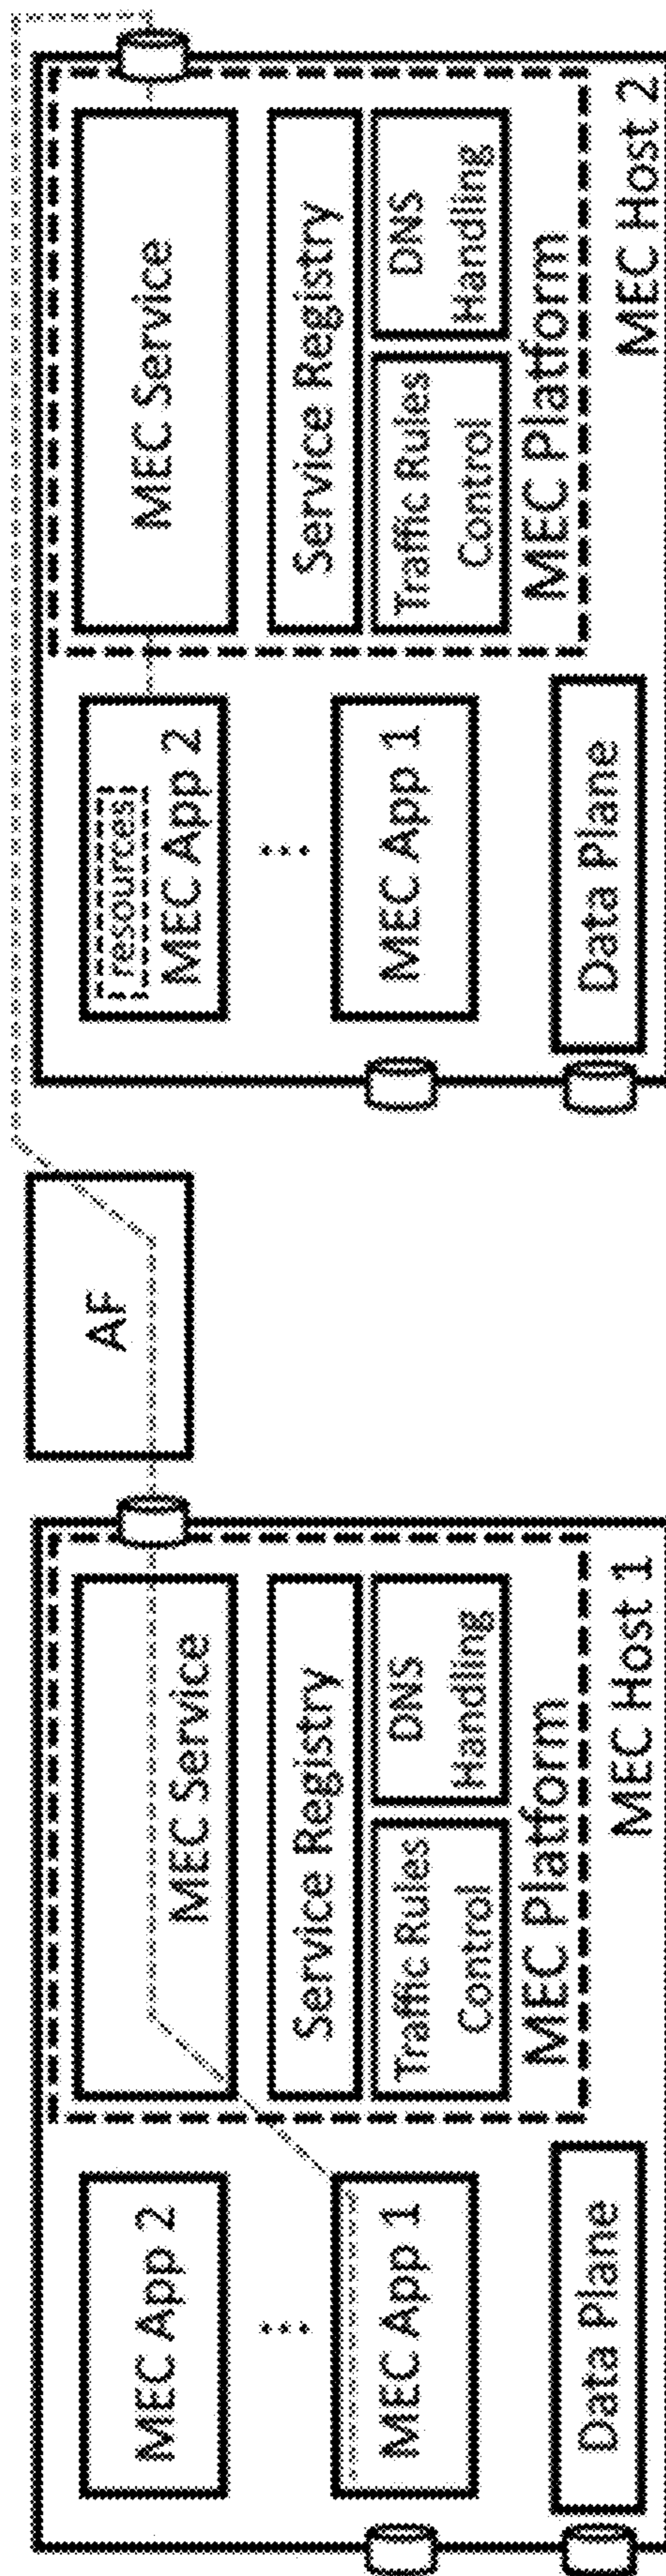 MEC App 2
MEC App 1
Data Plane
MEC Service
Service Registry
Traffic Rules
Control
DNS
Handling
MEC Platform
MEC Host 1
AF
resources
MEC App 2
MEC App 1
Data Plane
MEC Service
Service Registry
Traffic Rules
Control
DNS
Handling
MEC Platform
MEC Host 2